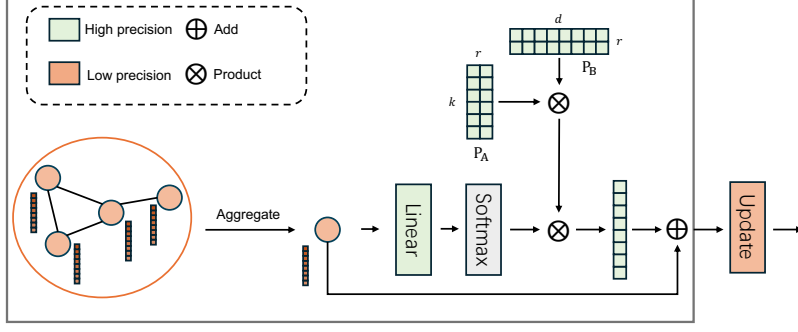 High precision
Add
Low precision
Product
d
r
P_B
r
k
P_A
Aggregate
Linear
Softmax
Update